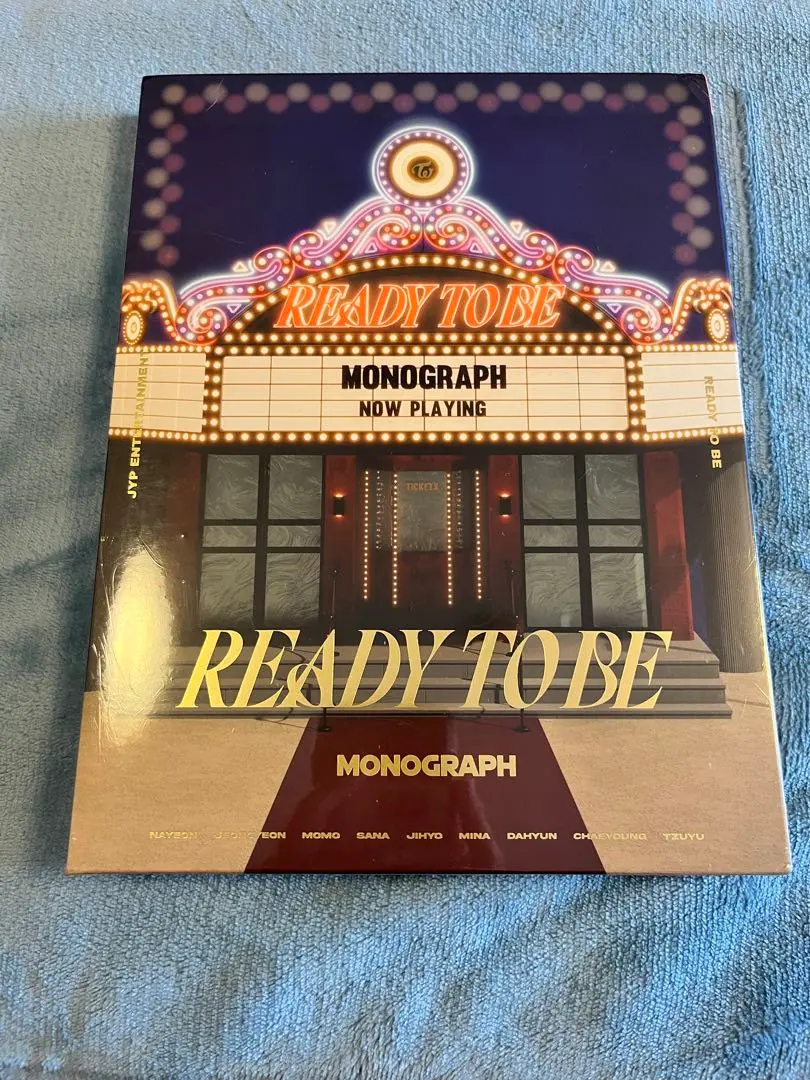 READY TO BE
MONOGRAPH
NOW PLAYING
JYP ENTERTAINMENT
READY TO BE
TICKETS
READY TO BE
MONOGRAPH
NAYEON JEONGYEON MOMO SANA JIHYO MINA DAHYUN CHAEYOUNG TZUYU